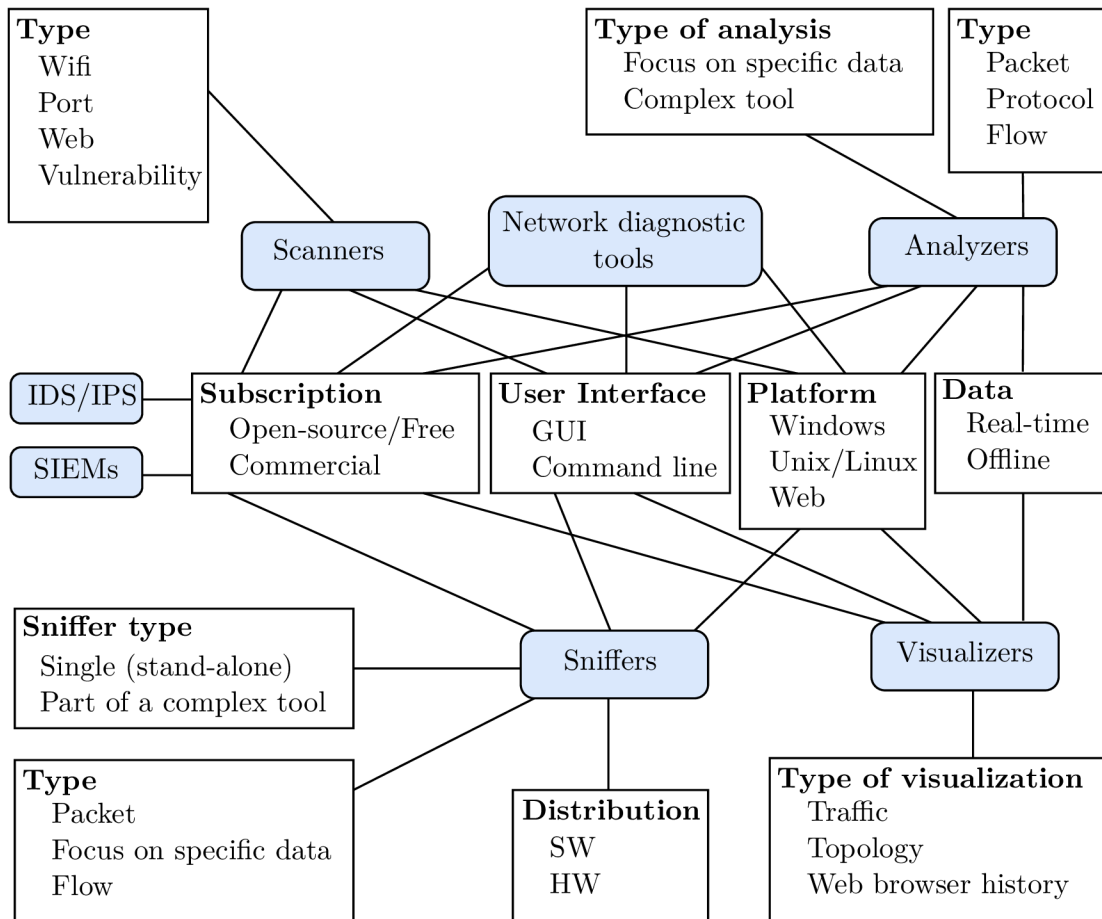 Type
Wifi
Port
Web
Vulnerability
Type of analysis
Focus on specific data
Complex tool
Type
Packet
Protocol
Flow
Scanners
Network diagnostic
tools
Analyzers
IDS/IPS
SIEMs
Subscription
Open-source/Free
Commercial
User Interface
GUI
Command line
Platform
Windows
Unix/Linux
Web
Data
Real-time
Offline
Sniffer type
Single (stand-alone)
Part of a complex tool
Sniffers
Visualizers
Type
Packet
Focus on specific data
Flow
Distribution
SW
HW
Type of visualization
Traffic
Topology
Web browser history